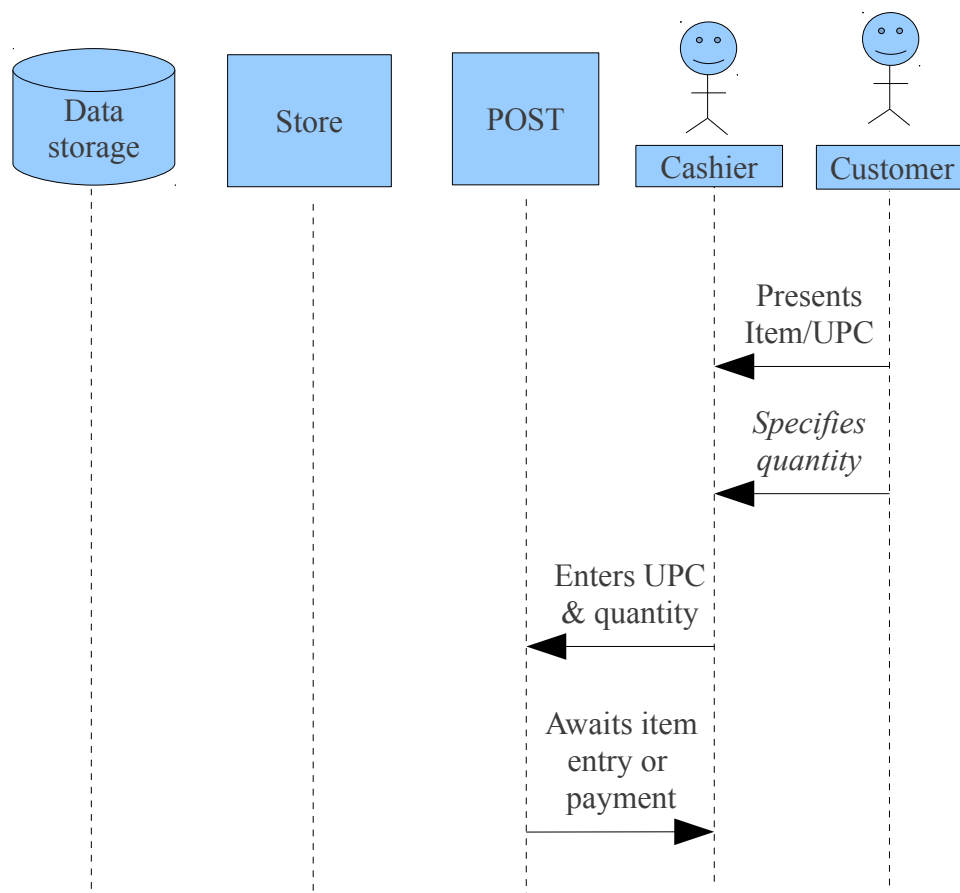 Data
storage
Store
POST
Cashier
Customer
Presents
Item/UPC
Specifies
quantity
Enters UPC
& quantity
Awaits item
entry or
payment